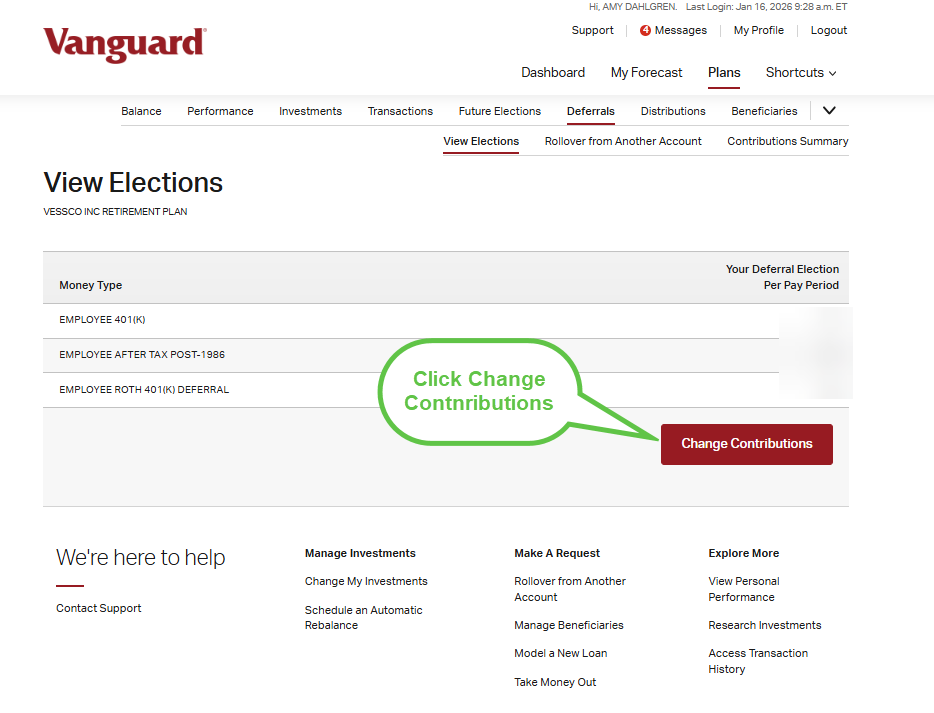 Hi, AMY DAHLGREN. Last Login: Jan 16, 2026 9:28 a.m. ET
Vanguard
Support 4 Messages My Profile Logout
Dashboard My Forecast Plans Shortcuts
Balance Performance Investments Transactions Future Elections Deferrals Distributions Beneficiaries
View Elections Rollover from Another Account Contributions Summary
View Elections
VESSCO INC RETIREMENT PLAN
Your Deferral Election
Money Type Per Pay Period
EMPLOYEE 401(K)
EMPLOYEE AFTER TAX POST-1986
EMPLOYEE ROTH 401(K) DEFERRAL
Click Change
Contnributions
Change Contributions
We're here to help
Contact Support
Manage Investments
Change My Investments
Schedule an Automatic
Rebalance
Make A Request
Rollover from Another
Account
Manage Beneficiaries
Model a New Loan
Take Money Out
Explore More
View Personal
Performance
Research Investments
Access Transaction
History